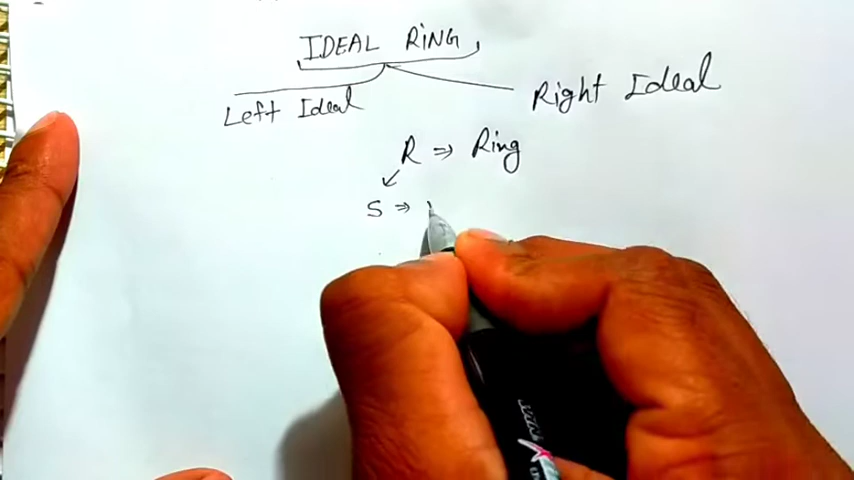 IDEAL RING
Left Ideal
Right Ideal
R ⇒ Ring
S ⇒